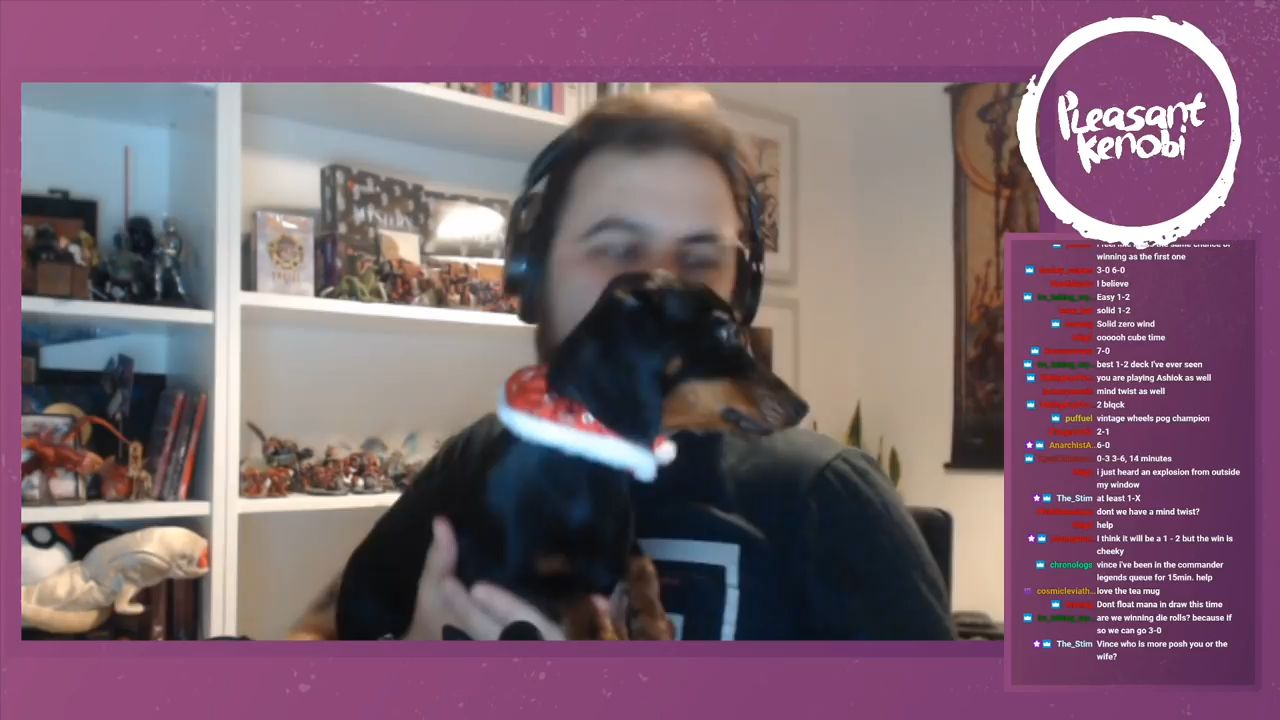 Pleasant
Kenobi
winning as the first one
3-0 6-0
I believe
Easy 1-2
solid 1-2
Solid zero wind
oooooh cube time
7-0
best 1-2 deck I've ever seen
you are playing Ashiok as well
mind twist as well
2 blqck
puffuel vintage wheels pog champion
2-1
AnarchistA... 6-0
0-3 3-6, 14 minutes
i just heard an explosion from outside
my window
The_Stim at least 1-X
dont we have a mind twist?
help
I think it will be a 1 - 2 but the win is
cheeky
chronologs vince i've been in the commander
legends queue for 15min. help
cosmicleviath... love the tea mug
Dont float mana in draw this time
are we winning die rolls? because if
so we can go 3-0
The_Stim Vince who is more posh you or the
wife?